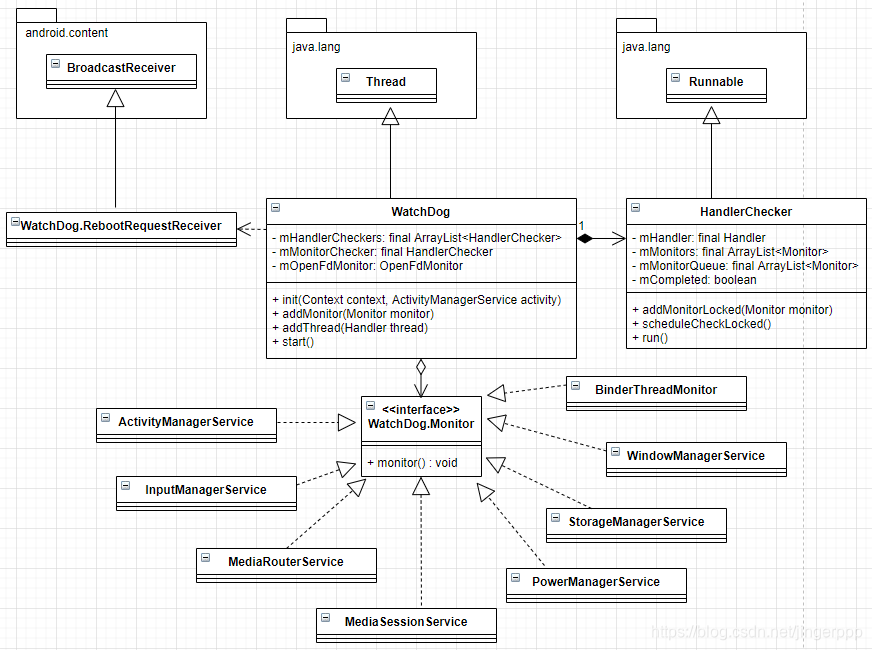 android.content
BroadcastReceiver
java.lang
Thread
java.lang
Runnable
WatchDog.RebootRequestReceiver
WatchDog
- mHandlerCheckers: final ArrayList<HandlerChecker>
- mMonitorChecker: final HandlerChecker
- mOpenFdMonitor: OpenFdMonitor
+ init(Context context, ActivityManagerService activity)
+ addMonitor(Monitor monitor)
+ addThread(Handler thread)
+ start()
1
HandlerChecker
- mHandler: final Handler
- mMonitors: final ArrayList<Monitor>
- mMonitorQueue: final ArrayList<Monitor>
- mCompleted: boolean
+ addMonitorLocked(Monitor monitor)
+ scheduleCheckLocked()
+ run()
<<interface>>
WatchDog.Monitor
+ monitor() : void
BinderThreadMonitor
ActivityManagerService
WindowManagerService
InputManagerService
StorageManagerService
MediaRouterService
PowerManagerService
MediaSessionService
https://blog.csdn.net/jingerppp